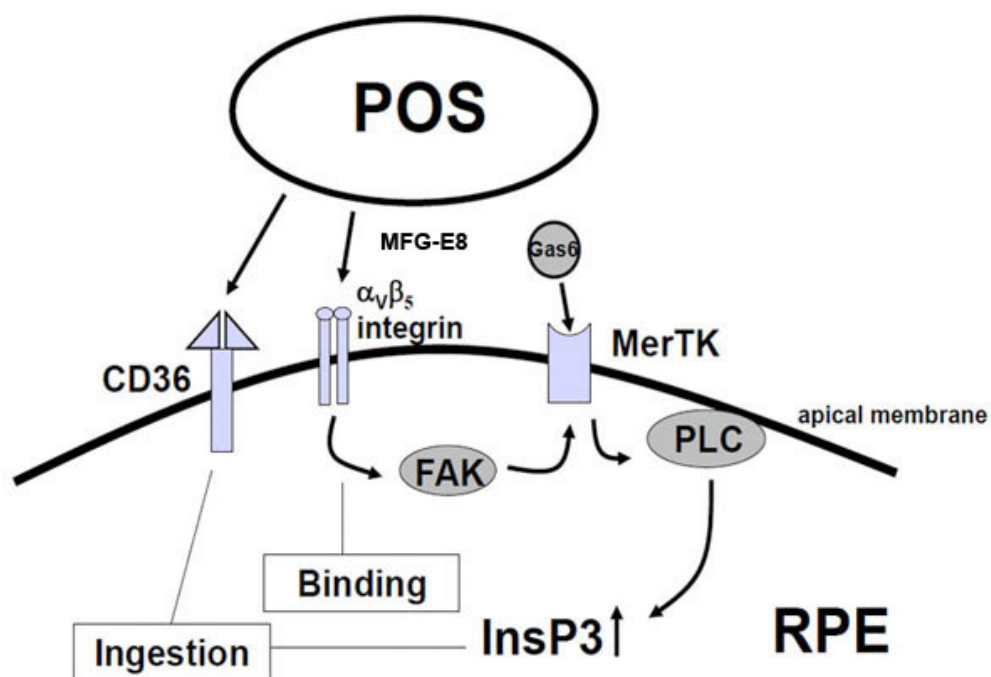 POS
MFG-E8
Gas6
αvβ5
integrin
MerTK
CD36
apical membrane
PLC
FAK
Binding
InsP3
RPE
Ingestion